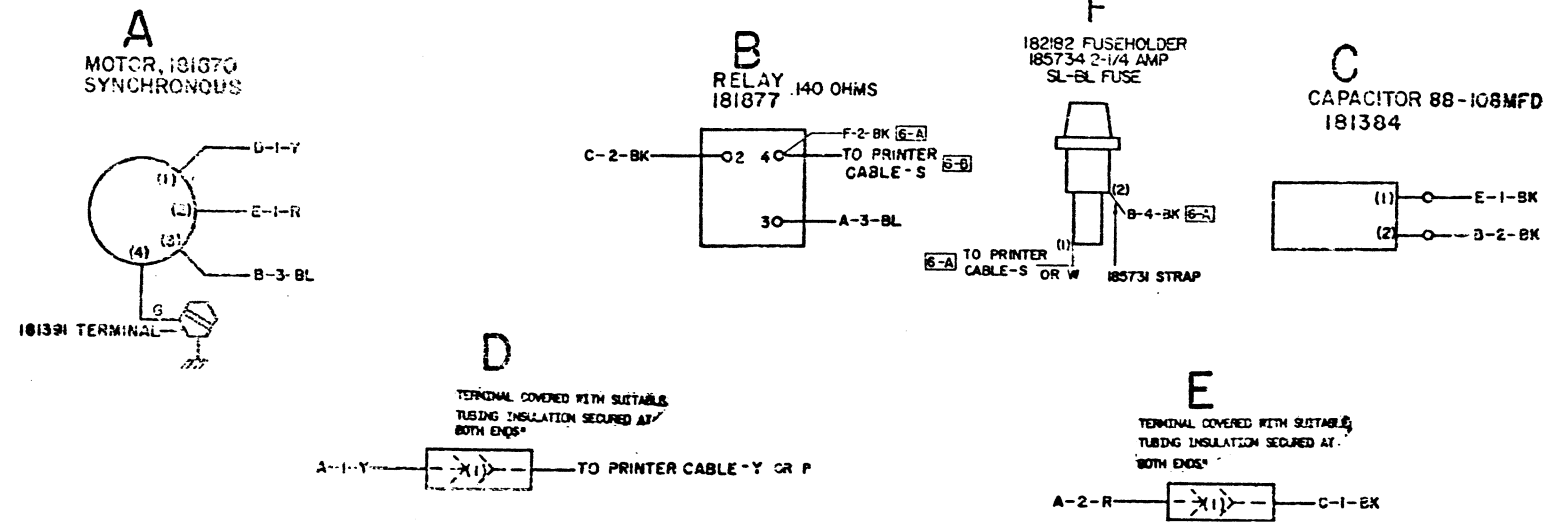 A
MOTOR, 181870
SYNCHRONOUS
(1)
D-1-Y
(2)
E-1-R
(3)
B-3-BL
(4)
G
181391 TERMINAL
B
RELAY .140 OHMS
181877
C-2-BK
2
4
F-2-BK 6-A
TO PRINTER
CABLE-S 6-B
3
A-3-BL
F
182182 FUSEHOLDER
185734 2-1/4 AMP
SL-BL FUSE
(2)
B-4-BK 6-A
(1)
6-A TO PRINTER
CABLE-S OR W
185731 STRAP
C
CAPACITOR 88-108MFD
181384
(1)
E-1-BK
(2)
B-2-BK
D
TERMINAL COVERED WITH SUITABLE
TUBING INSULATION SECURED AT
BOTH ENDS"
A-1-Y
(1)
TO PRINTER CABLE-Y OR P
E
TERMINAL COVERED WITH SUITABLE
TUBING INSULATION SECURED AT
BOTH ENDS"
A-2-R
(1)
C-1-BK